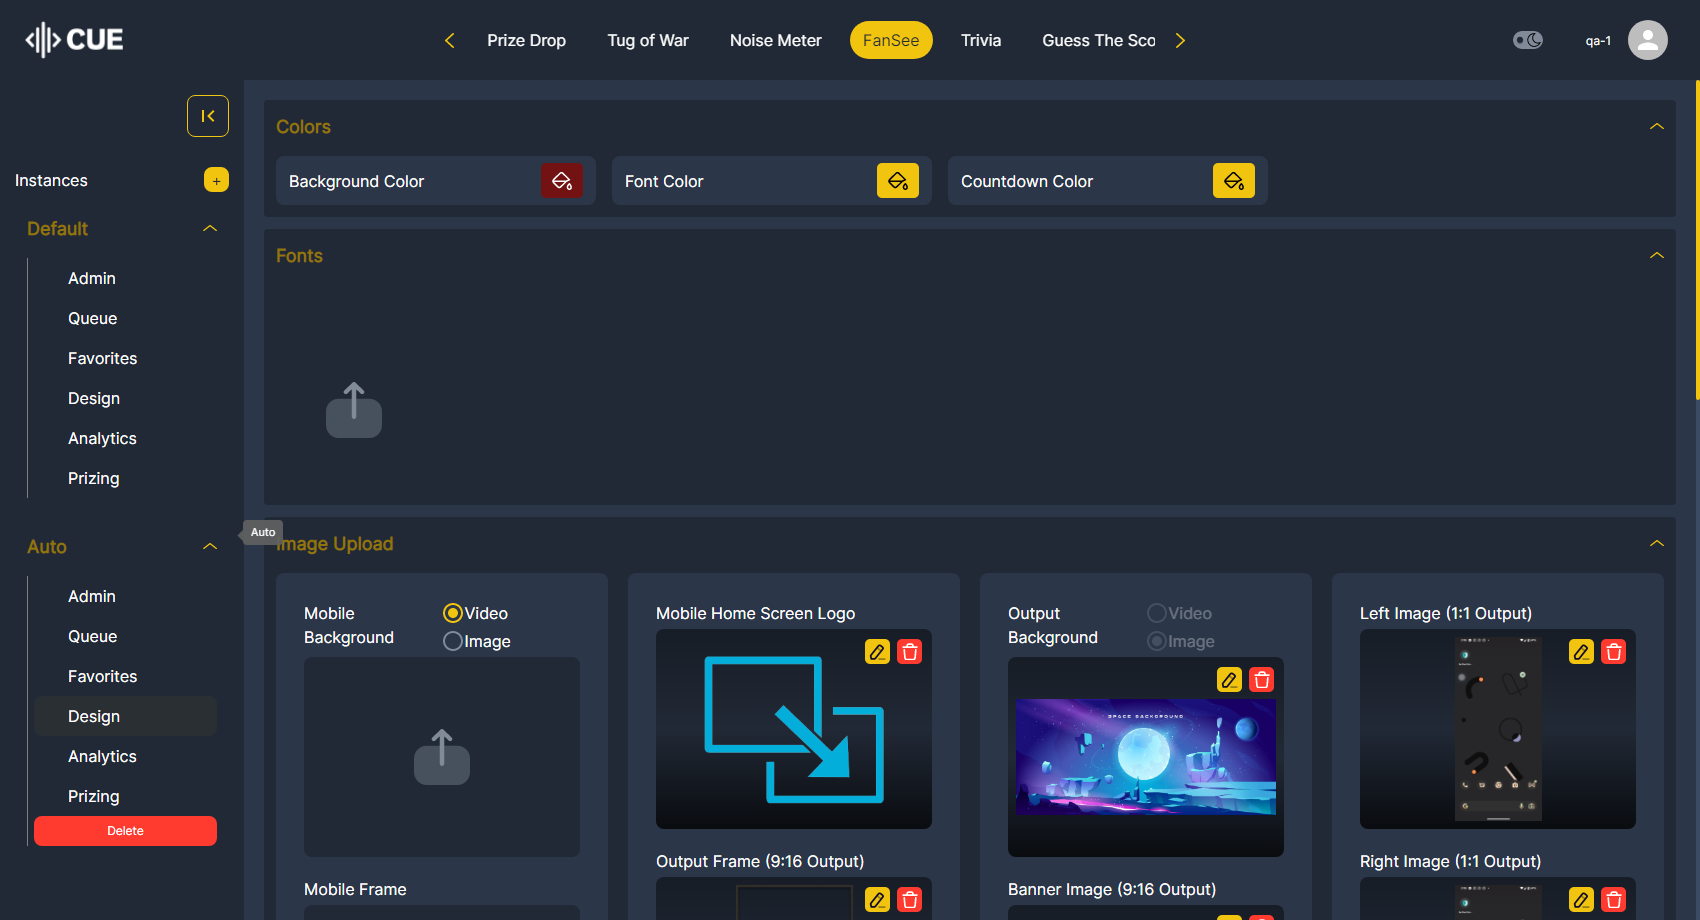 CUE
Prize Drop
Tug of War
Noise Meter
FanSee
Trivia
Guess The Sco
qa-1
Instances
+
Default
Admin
Queue
Favorites
Design
Analytics
Prizing
Auto
Admin
Queue
Favorites
Design
Analytics
Prizing
Delete
Auto
Colors
Background Color
Font Color
Countdown Color
Fonts
Image Upload
Mobile
Background
Video
Image
Mobile Frame
Mobile Home Screen Logo
Output Frame (9:16 Output)
Output
Background
Video
Image
SPACE BACKGROUND
Banner Image (9:16 Output)
Left Image (1:1 Output)
Right Image (1:1 Output)